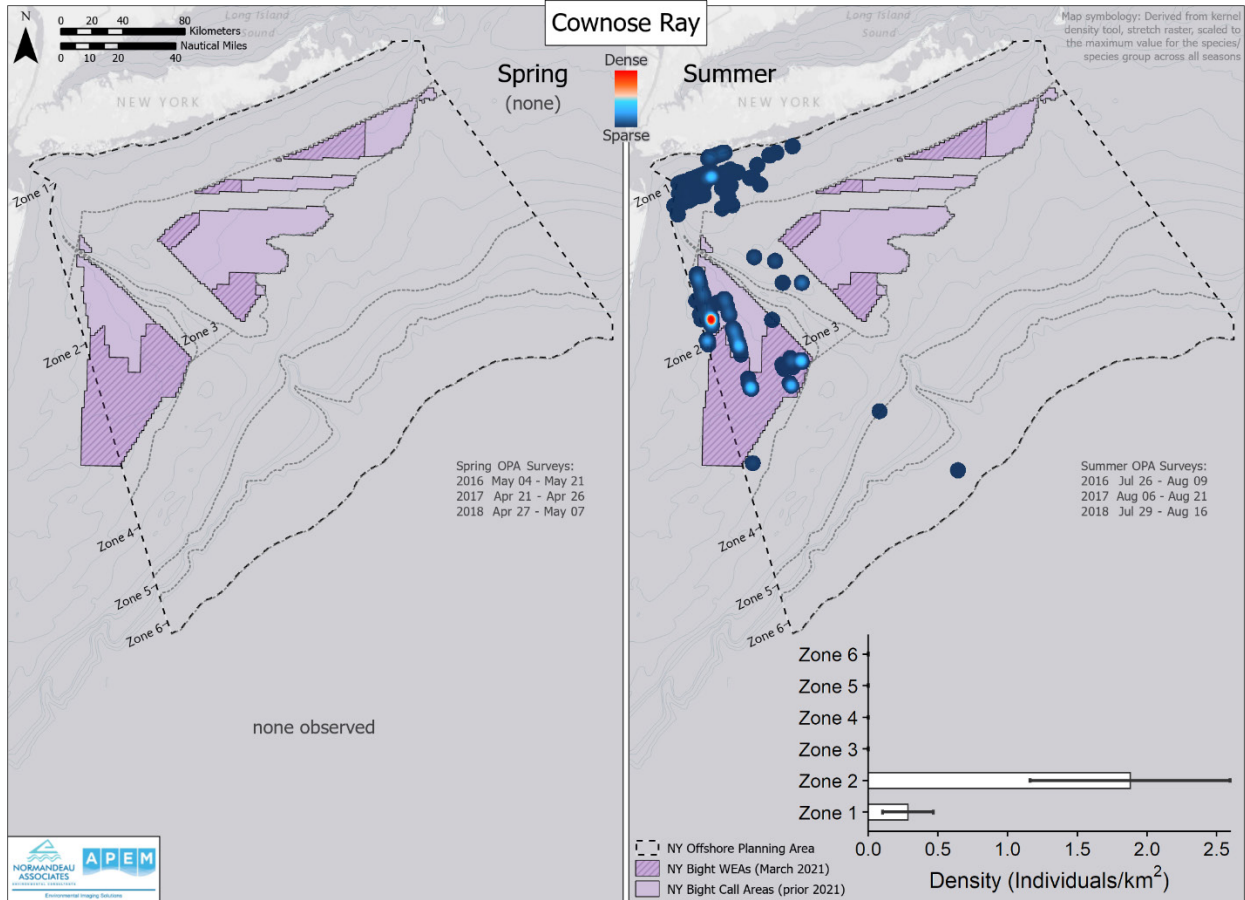 Cownose Ray
N
0 20 40 80
Kilometers
Nautical Miles
0 10 20 40
Long Island
Sound
NEW YORK
Spring
(none)
Dense
Sparse
Zone 1
Zone 2
Zone 3
Zone 4
Zone 5
Zone 6
Spring OPA Surveys:
2016 May 04 - May 21
2017 Apr 21 - Apr 26
2018 Apr 27 - May 07
none observed
NORMANDEAU
ASSOCIATES
ENVIRONMENTAL CONSULTANTS
APEM
Environmental Imaging Solutions
Summer
Long Island
Sound
Map symbology: Derived from kernel
density tool, stretch raster, scaled to
the maximum value for the species/
species group across all seasons
NEW YORK
Zone 1
Zone 2
Zone 3
Zone 4
Zone 5
Zone 6
Summer OPA Surveys:
2016 Jul 26 - Aug 09
2017 Aug 06 - Aug 21
2018 Jul 29 - Aug 16
Zone 6
Zone 5
Zone 4
Zone 3
Zone 2
Zone 1
0.0 0.5 1.0 1.5 2.0 2.5
Density (Individuals/km²)
NY Offshore Planning Area
NY Bight WEAs (March 2021)
NY Bight Call Areas (prior 2021)